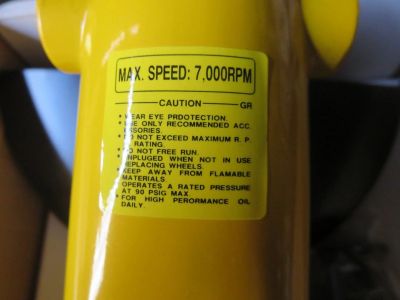 MAX. SPEED: 7,000RPM
CAUTION GR
• WEAR EYE PRDOTECTION.
• USE ONLY RECOMMENDED ACC.
ESSORIES.
• DO NOT EXCEED MAXIMUM R. P.
M. RATING.
• DO NOT FREE RUN.
• UNPLUGED WHEN NOT IN USE
REPLACING WHEELS.
• KEEP AWAY FROM FLAMABLE
MATERIALS
OPERATES A RATED PRESSURE
AT 90 PSIG MAX.
• FOR HIGH PERORMANCE OIL
DAILY.